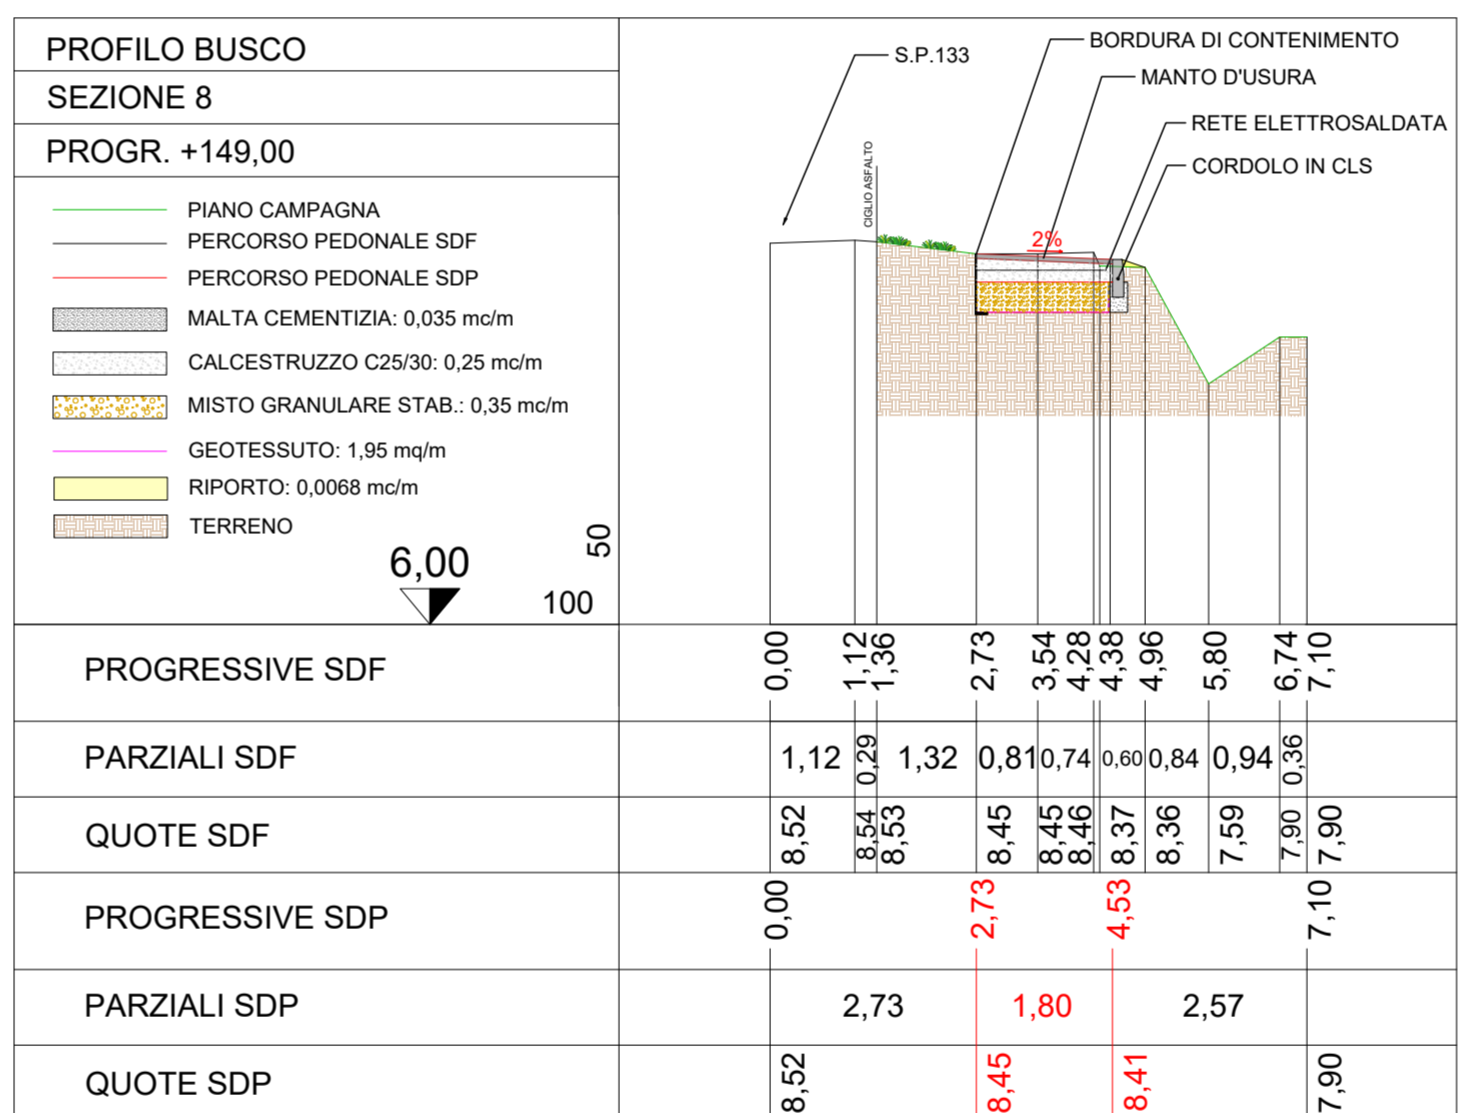 PROFILO BUSCO
SEZIONE 8
PROGR. +149,00
PIANO CAMPAGNA
PERCORSO PEDONALE SDF
PERCORSO PEDONALE SDP
MALTA CEMENTIZIA: 0,035 mc/m
CALCESTRUZZO C25/30: 0,25 mc/m
MISTO GRANULARE STAB.: 0,35 mc/m
GEOTESSUTO: 1,95 mq/m
RIPORTO: 0,0068 mc/m
TERRENO
6,00
50
100
S.P.133
BORDURA DI CONTENIMENTO
MANTO D'USURA
RETE ELETTROSALDATA
CORDOLO IN CLS
CIGLIO ASFALTO
2%
PROGRESSIVE SDF 0,00 1,12 1,36 2,73 3,54 4,28 4,38 4,96 5,80 6,74 7,10
PARZIALI SDF 1,12 0,29 1,32 0,81 0,74 0,60 0,84 0,94 0,36
QUOTE SDF 8,52 8,54 8,53 8,45 8,45 8,46 8,37 8,36 7,59 7,90 7,90
PROGRESSIVE SDP 0,00 2,73 4,53 7,10
PARZIALI SDP 2,73 1,80 2,57
QUOTE SDP 8,52 8,45 8,41 7,90